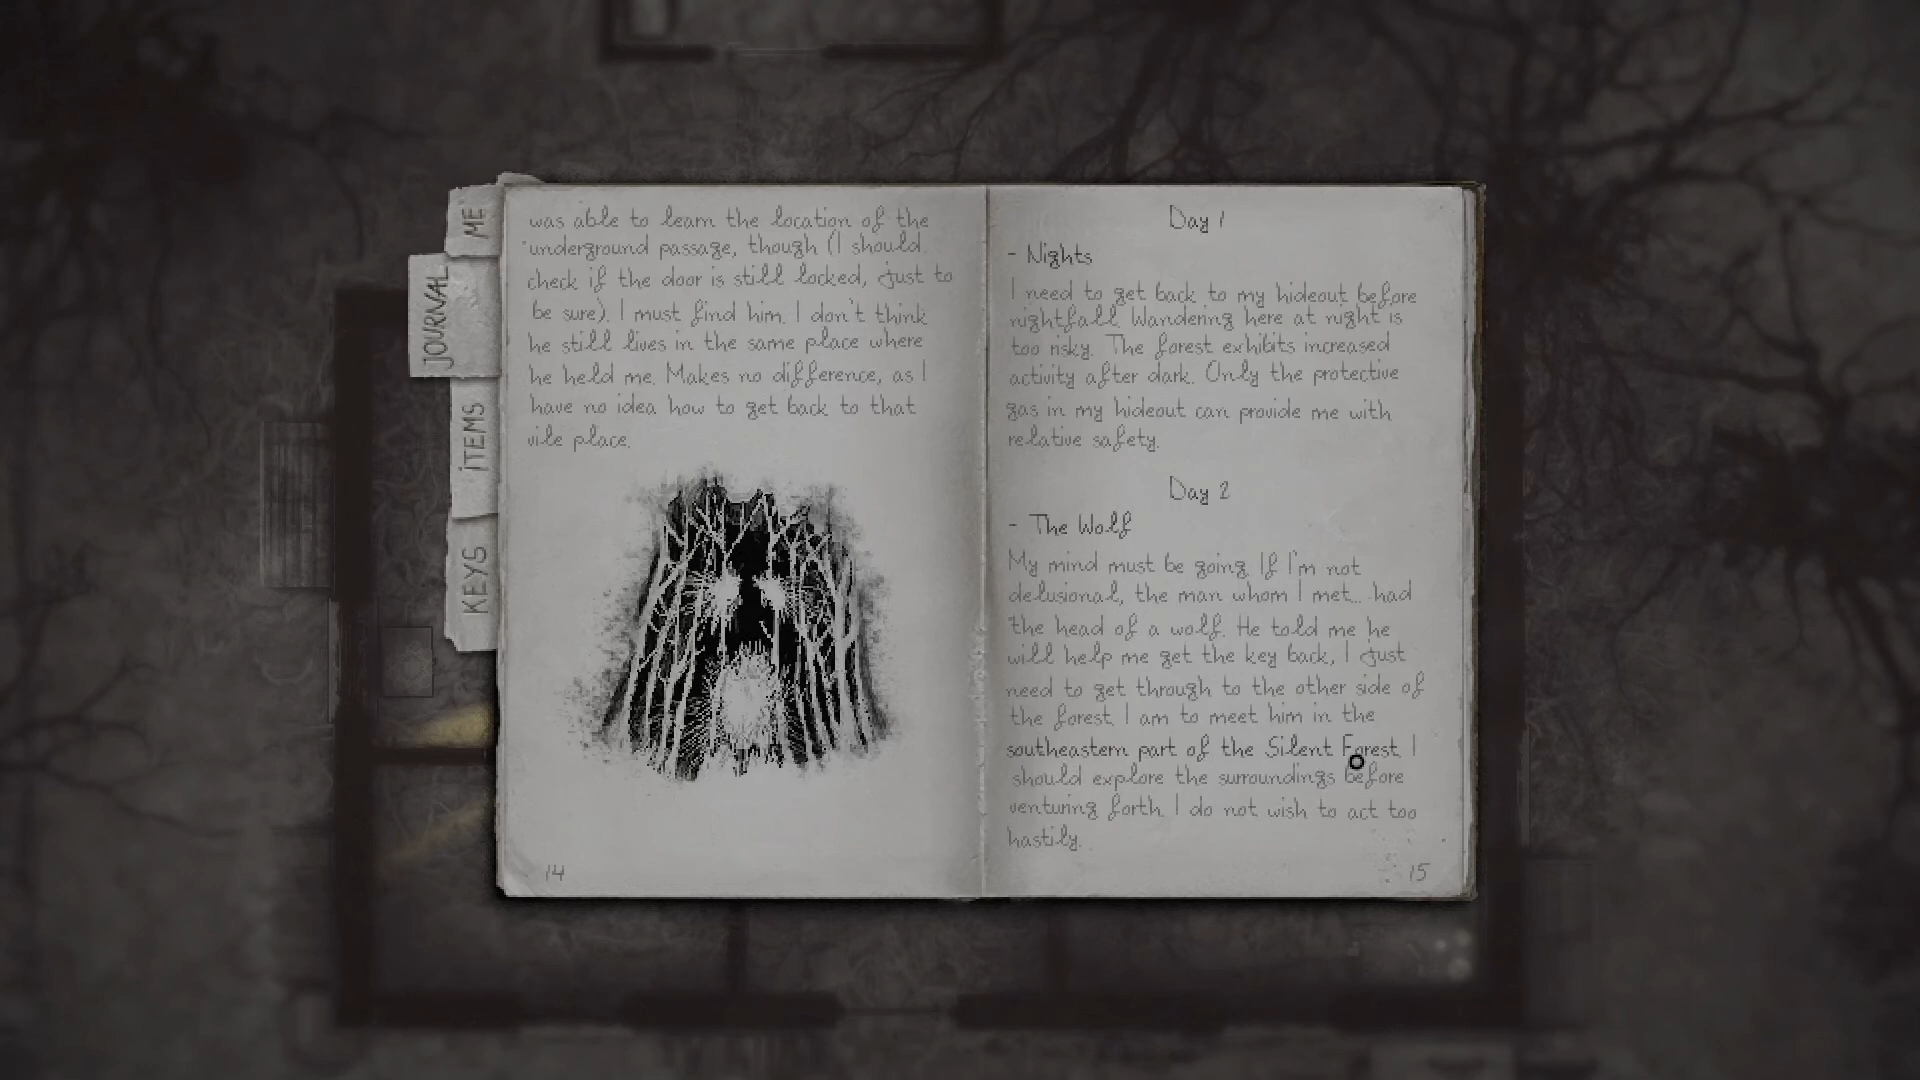 ME
JOURNAL
ITEMS
KEYS
was able to learn the location of the
underground passage, though (I should
check if the door is still locked, just to
be sure). I must find him. I don't think
he still lives in the same place where
he held me. Makes no difference, as I
have no idea how to get back to that
vile place.
14
Day 1
- Nights
I need to get back to my hideout before
nightfall. Wandering here at night is
too risky. The forest exhibits increased
activity after dark. Only the protective
gas in my hideout can provide me with
relative safety.
Day 2
- The Wolf
My mind must be going. If I'm not
delusional, the man whom I met... had
the head of a wolf. He told me he
will help me get the key back, I just
need to get through to the other side of
the forest. I am to meet him in the
southeastern part of the Silent Forest. I
should explore the surroundings before
venturing forth. I do not wish to act too
hastily.
15